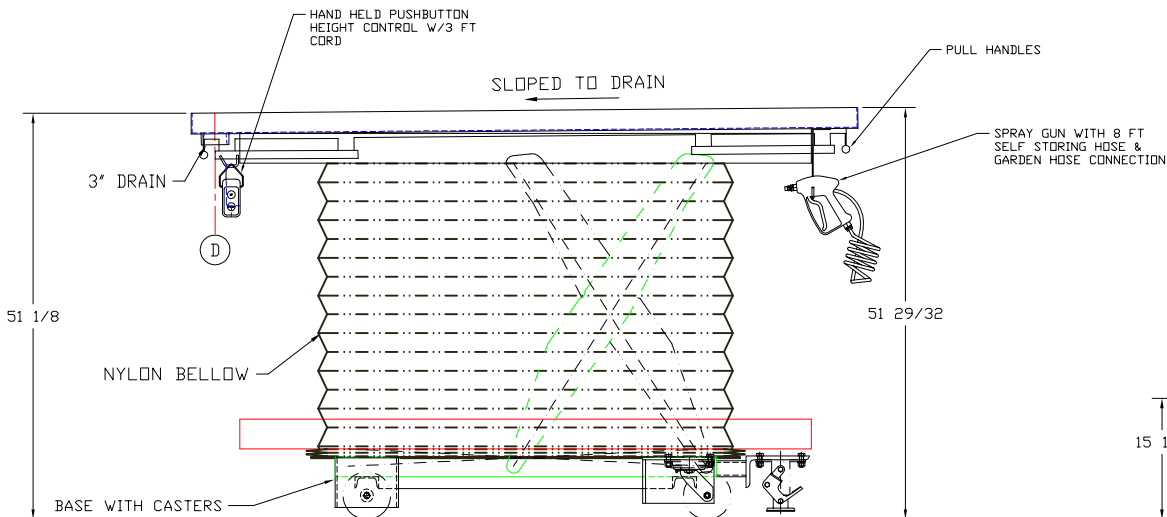 HAND HELD PUSHBUTTON
HEIGHT CONTROL W/3 FT
CORD
PULL HANDLES
SLOPED TO DRAIN
SPRAY GUN WITH 8 FT
SELF STORING HOSE &
GARDEN HOSE CONNECTION
3" DRAIN
D
51 1/8
51 29/32
NYLON BELLOW
15 1
BASE WITH CASTERS